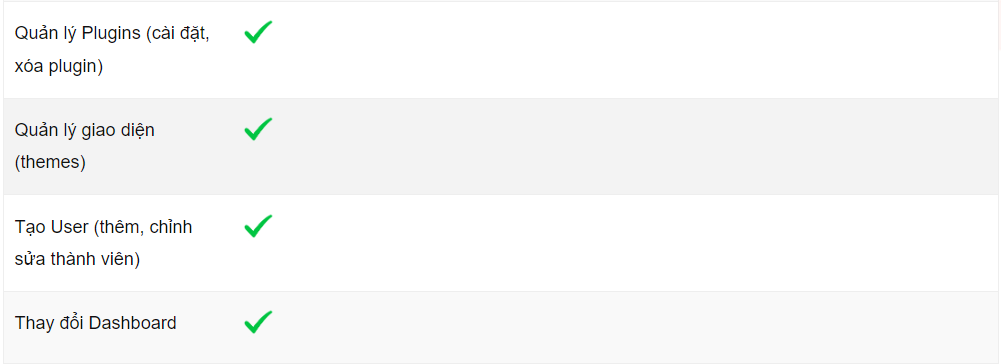 Quản lý Plugins (cài đặt,
xóa plugin)
Quản lý giao diện
(themes)
Tạo User (thêm, chỉnh
sửa thành viên)
Thay đổi Dashboard